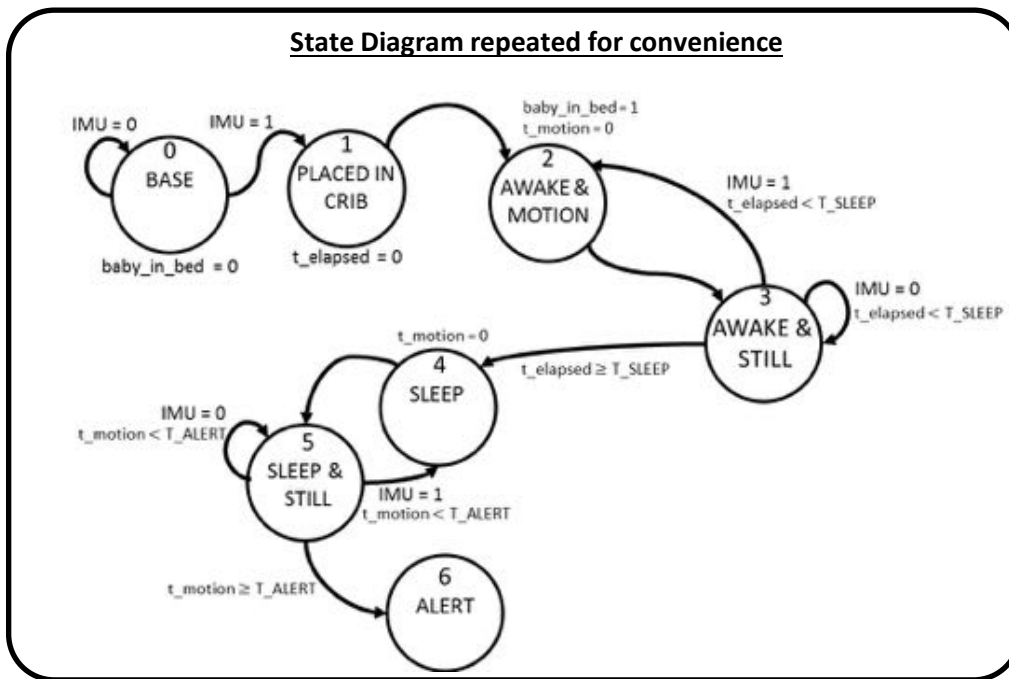 State Diagram repeated for convenience
IMU = 0
IMU = 1
0
BASE
baby_in_bed = 0
1
PLACED IN
CRIB
t_elapsed = 0
baby_in_bed = 1
t_motion = 0
2
AWAKE &
MOTION
IMU = 1
t_elapsed < T_SLEEP
3
AWAKE &
STILL
IMU = 0
t_elapsed < T_SLEEP
t_elapsed ≥ T_SLEEP
t_motion = 0
4
SLEEP
IMU = 0
t_motion < T_ALERT
5
SLEEP &
STILL
IMU = 1
t_motion < T_ALERT
t_motion ≥ T_ALERT
6
ALERT